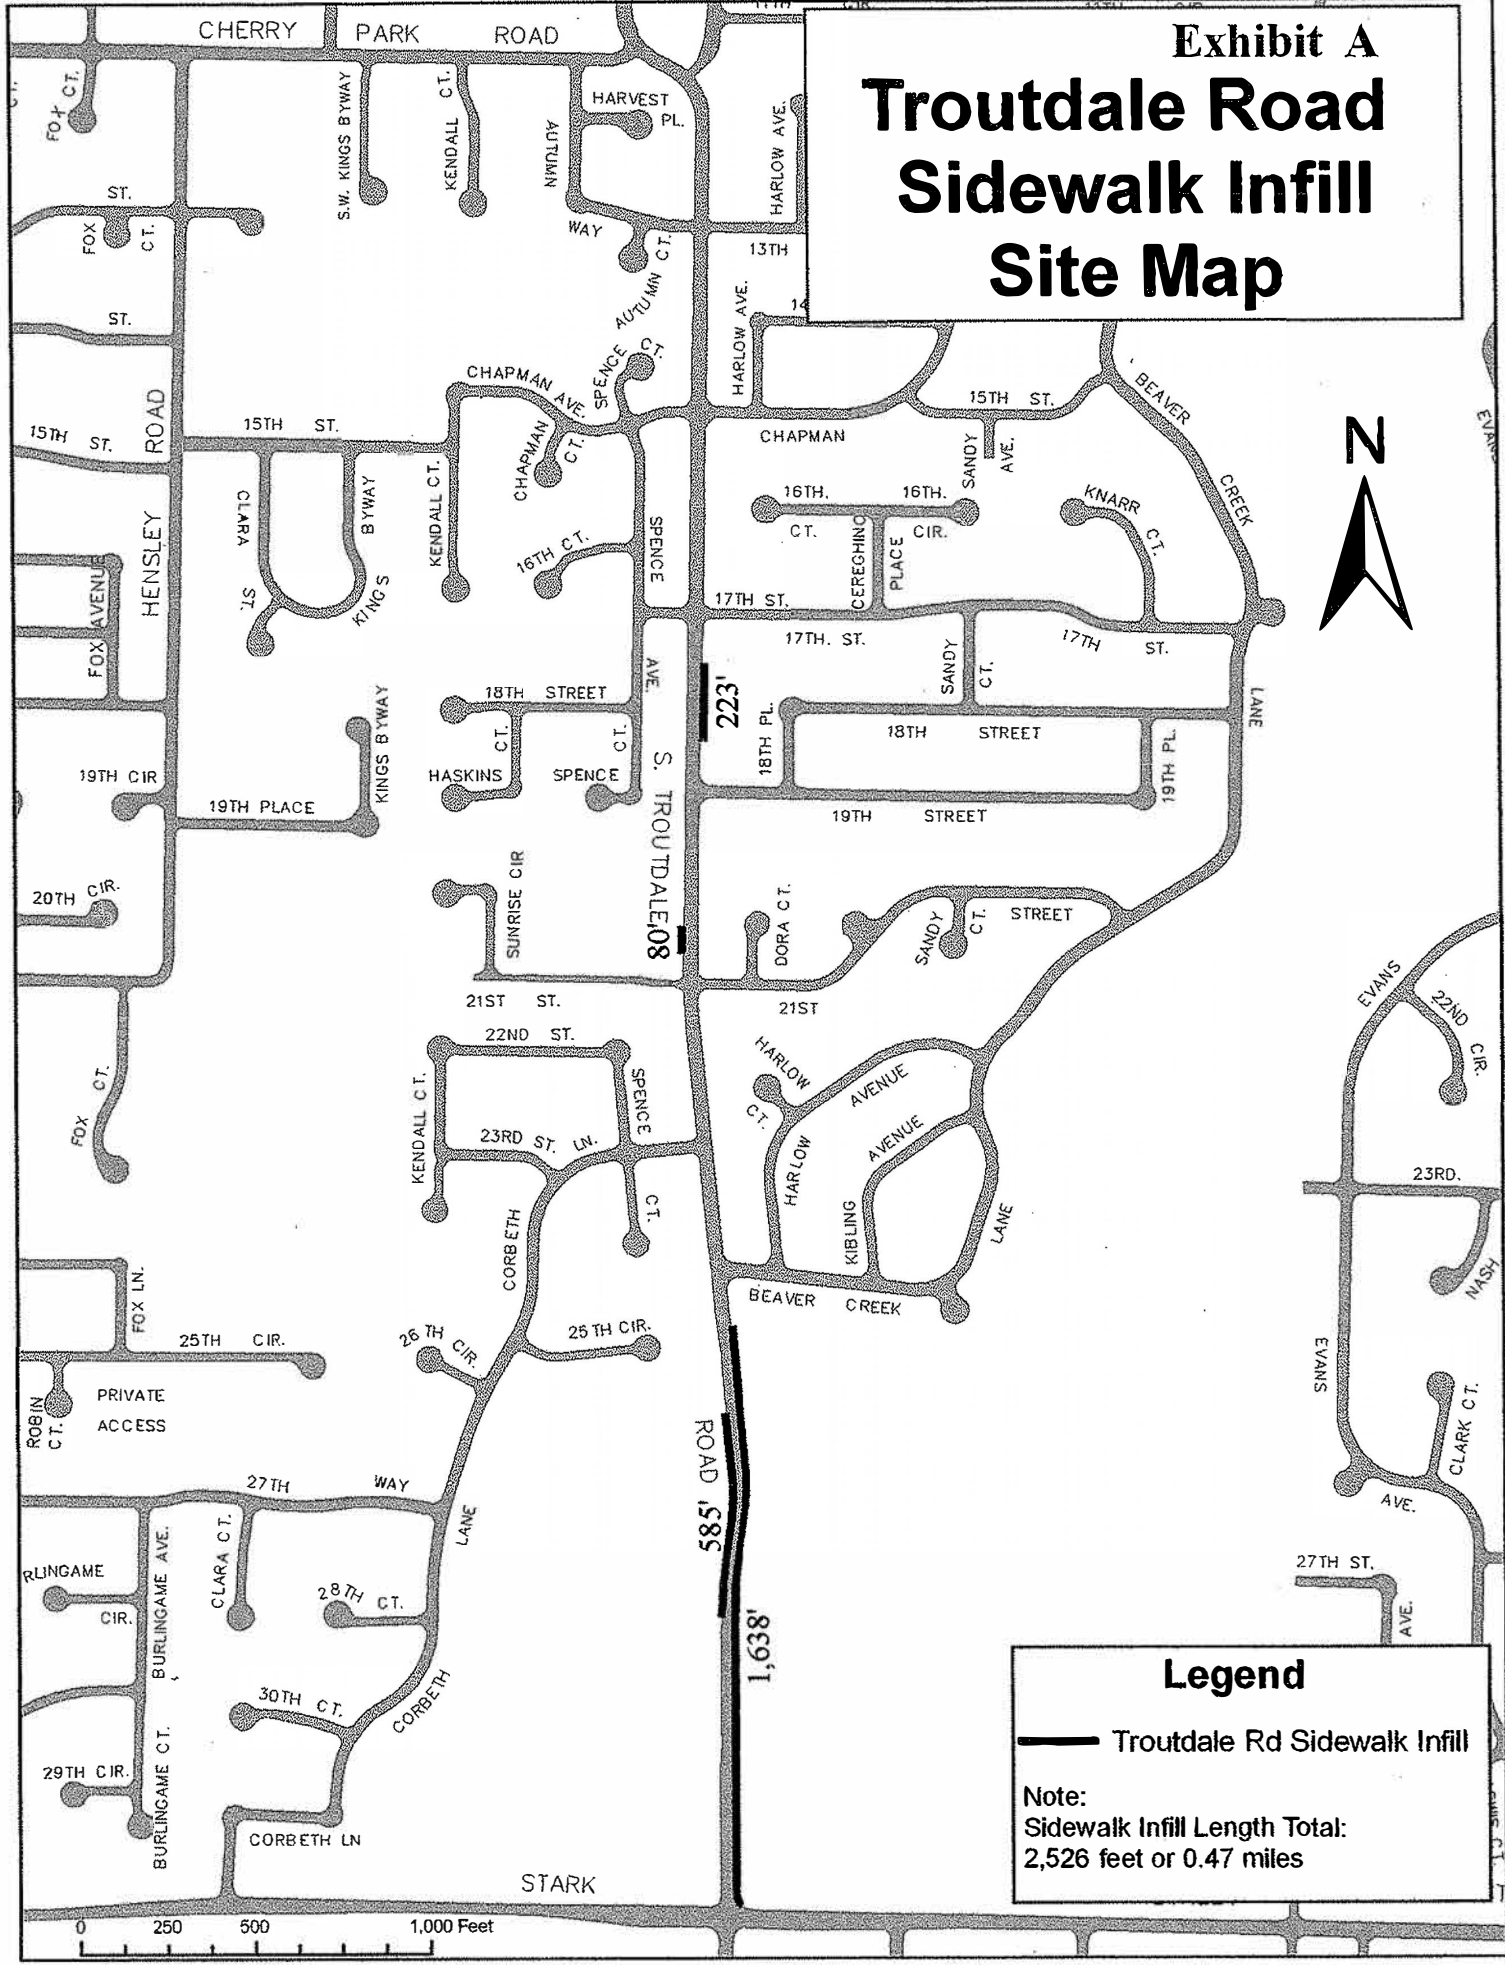 Exhibit A
Troutdale Road
Sidewalk Infill
Site Map
CHERRY PARK ROAD
FOX CT.
S.W. KINGS BYWAY
KENDALL CT.
AUTUMN
HARVEST
PL.
HARLOW AVE.
ST.
FOX
CT.
WAY
AUTUMN CT.
13TH
ST.
HARLOW AVE.
14
SPENCE
CT.
CHAPMAN AVE.
15TH ST.
BEAVER
CREEK
LANE
15TH ST.
HENSLEY ROAD
15TH ST.
CHAPMAN
CT.
CHAPMAN
SANDY
AVE.
N
CLARA
ST.
BYWAY
KINGS
KENDALL CT.
16TH CT.
SPENCE
AVE.
16TH.
CT.
16TH.
CIR.
KNARR
CT.
CEREGHINO
PLACE
FOX AVENUE
17TH ST.
17TH. ST.
17TH ST.
SANDY
CT.
18TH STREET
CT.
HASKINS
CT.
SPENCE
223'
18TH PL.
18TH STREET
19TH PL.
19TH CIR
19TH PLACE
KINGS BYWAY
S. TROUTDALE
19TH STREET
20TH CIR.
SUNRISE CIR
80'
DORA CT.
SANDY
CT.
STREET
21ST ST.
21ST
EVANS
22ND
CIR.
22ND ST.
KENDALL CT.
SPENCE
HARLOW
CT.
AVENUE
AVENUE
FOX CT.
23RD ST. LN.
HARLOW
KIBLING
LANE
23RD.
CT.
CORBETH
BEAVER CREEK
NASH
FOX LN.
25TH CIR.
26TH CIR.
25TH CIR.
EVANS
PRIVATE
ACCESS
ROBIN
CT.
ROAD
585'
CLARK CT.
27TH WAY
LANE
AVE.
BURLINGAME AVE.
CLARA CT.
RLINGAME
CIR.
28TH CT.
27TH ST.
AVE.
1,638'
30TH CT.
CORBETH
29TH CIR.
BURLINGAME CT.
CORBETH LN
STARK
Legend
Troutdale Rd Sidewalk Infill
Note:
Sidewalk Infill Length Total:
2,526 feet or 0.47 miles
0 250 500 1,000 Feet